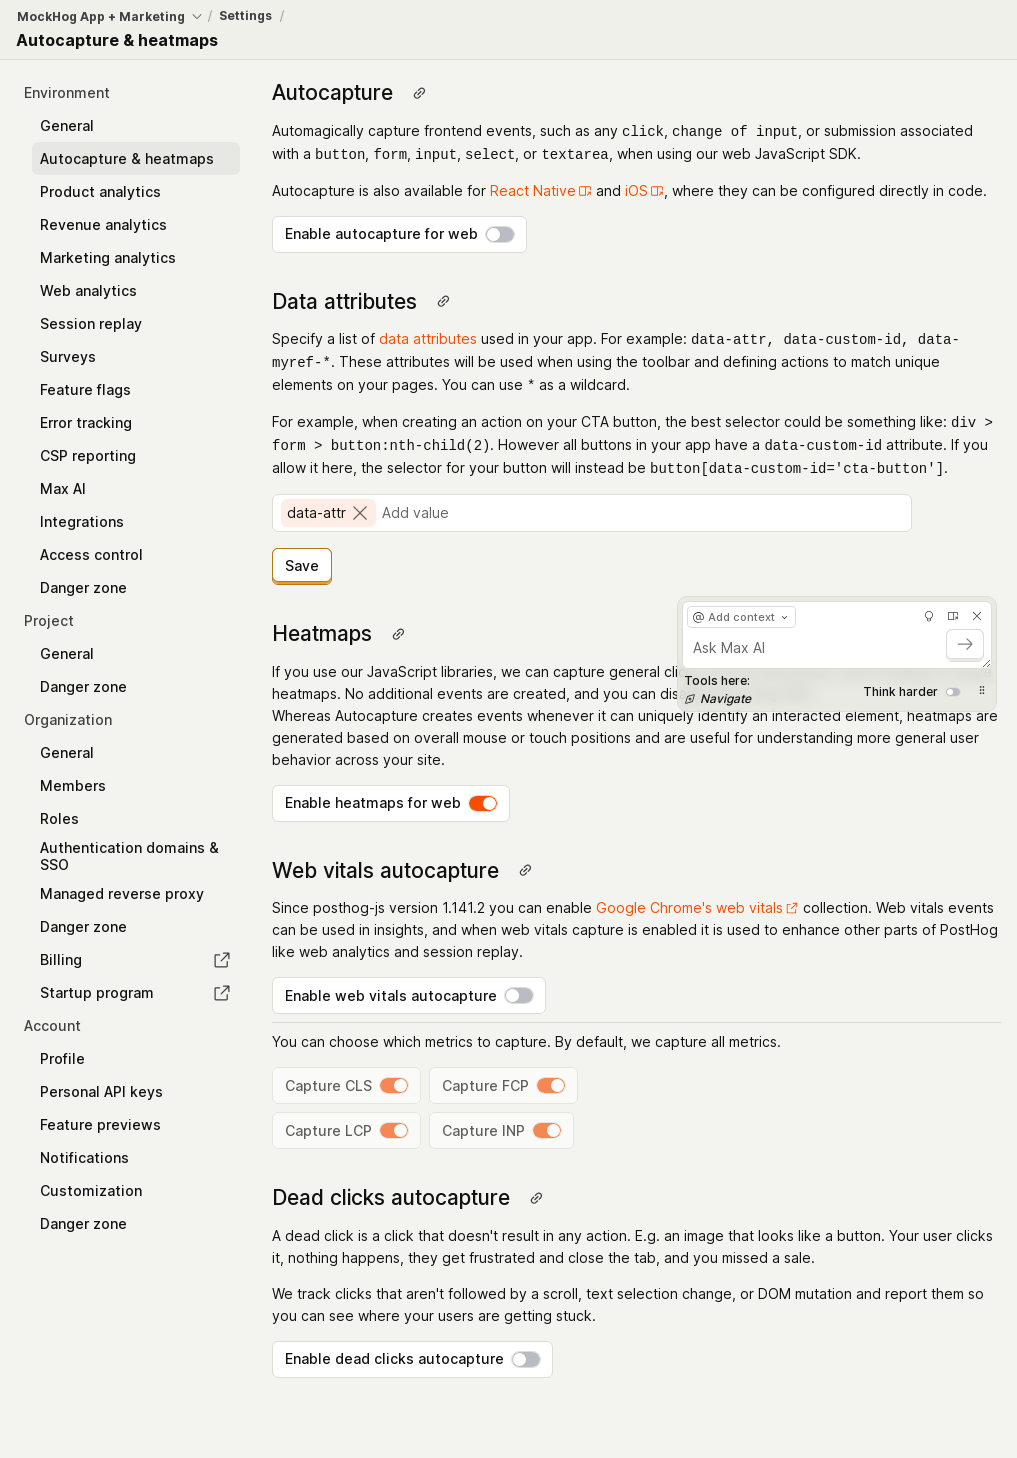 MockHog App + Marketing / Settings /
Autocapture & heatmaps
Environment
General
Autocapture & heatmaps
Product analytics
Revenue analytics
Marketing analytics
Web analytics
Session replay
Surveys
Feature flags
Error tracking
CSP reporting
Max AI
Integrations
Access control
Danger zone
Project
General
Danger zone
Organization
General
Members
Roles
Authentication domains &
SSO
Managed reverse proxy
Danger zone
Billing
Startup program
Account
Profile
Personal API keys
Feature previews
Notifications
Customization
Danger zone
Autocapture
Automagically capture frontend events, such as any click, change of input, or submission associated
with a button, form, input, select, or textarea, when using our web JavaScript SDK.
Autocapture is also available for React Native and iOS, where they can be configured directly in code.
Enable autocapture for web
Data attributes
Specify a list of data attributes used in your app. For example: data-attr, data-custom-id, data-
myref-*. These attributes will be used when using the toolbar and defining actions to match unique
elements on your pages. You can use * as a wildcard.
For example, when creating an action on your CTA button, the best selector could be something like: div >
form > button:nth-child(2). However all buttons in your app have a data-custom-id attribute. If you
allow it here, the selector for your button will instead be button[data-custom-id='cta-button'].
data-attr Add value
Save
Heatmaps
If you use our JavaScript libraries, we can capture general clic
heatmaps. No additional events are created, and you can dis
Whereas Autocapture creates events whenever it can uniquely identify an interacted element, heatmaps are
generated based on overall mouse or touch positions and are useful for understanding more general user
behavior across your site.
Enable heatmaps for web
@ Add context
Ask Max AI
Tools here:
Navigate
Think harder
Web vitals autocapture
Since posthog-js version 1.141.2 you can enable Google Chrome's web vitals collection. Web vitals events
can be used in insights, and when web vitals capture is enabled it is used to enhance other parts of PostHog
like web analytics and session replay.
Enable web vitals autocapture
You can choose which metrics to capture. By default, we capture all metrics.
Capture CLS Capture FCP
Capture LCP Capture INP
Dead clicks autocapture
A dead click is a click that doesn't result in any action. E.g. an image that looks like a button. Your user clicks
it, nothing happens, they get frustrated and close the tab, and you missed a sale.
We track clicks that aren't followed by a scroll, text selection change, or DOM mutation and report them so
you can see where your users are getting stuck.
Enable dead clicks autocapture